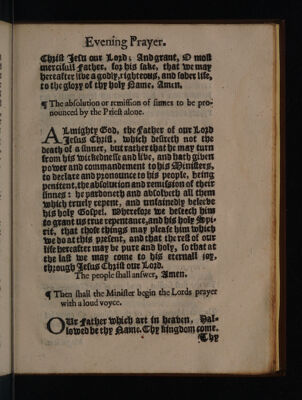 Evening Prayer.
Christ Jesu our Lord; And grant, O most
mercifull Father, for his sake, that we may
hereafter live a godly, righteous, and sober life,
to the glory of thy holy Name. Amen.
¶ The absolution or remission of sinnes to be pro-
nounced by the Priest alone.
ALmighty God, the Father of our Lord
Jesus Christ, which desireth not the
death of a sinner, but rather that he may turn
from his wickednesse and live, and hath given
power and commandement to his Ministers,
to declare and pronounce to his people, being
penitent, the absolution and remission of their
sinnes: he pardoneth and absolveth all them
which truely repent, and unfainedly beleeve
his holy Gospel. Wherefore we beseech him
to grant us true repentance, and his holy Spi-
rit, that those things may please him which
we do at this present, and that the rest of our
life hereafter may be pure and holy, so that at
the last we may come to his eternall joy,
through Jesus Christ our Lord.
The people shall answer, Amen.
¶ Then shall the Minister begin the Lords prayer
with a loud voyce.
OUr Father which art in heaven, Hal-
lowed be thy Name. Thy kingdom come.
Thy